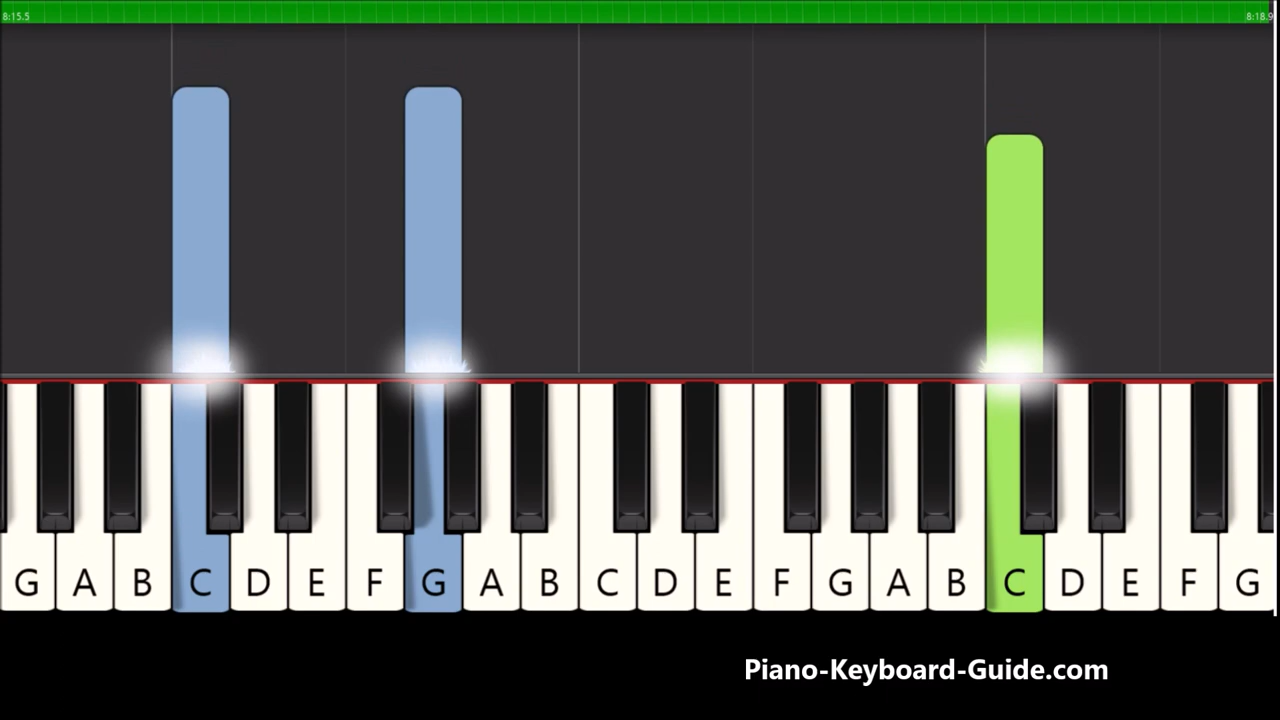 8:15.5 8:18.9
G A B C D E F G A B C D E F G A B C D E F G
Piano-Keyboard-Guide.com